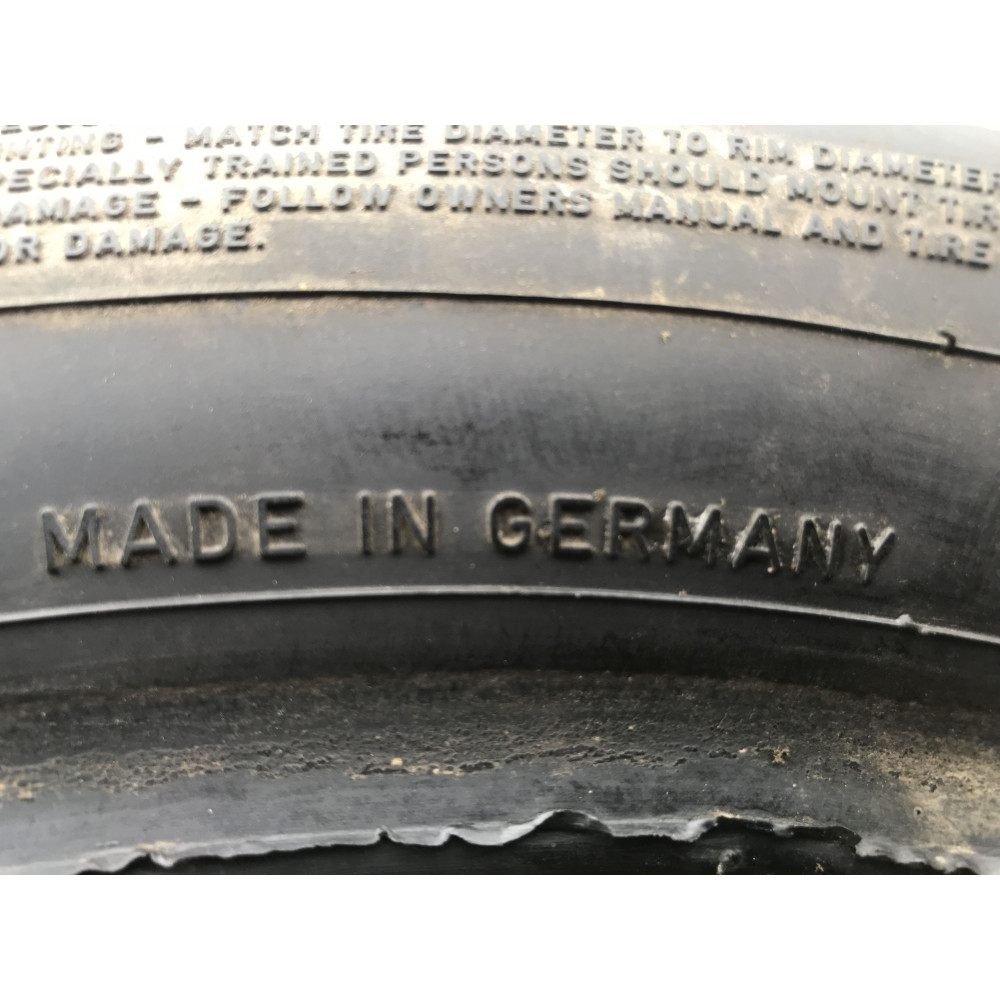 - MATCH TIRE DIAMETER TO RIM DIAMETER
TRAINED PERSONS SHOULD MOUNT
- FOLLOW OWNERS MANUAL AND TIRE
OR DAMAGE.
MADE IN GERMANY